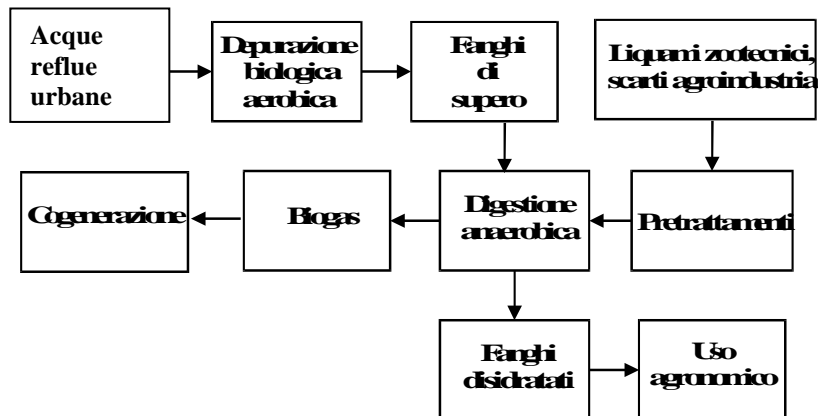 Acque
reflue
urbane
Depurazione
biologica
aerobica
Fanghi
di
supero
Liquami zootecnici,
scarti agroindustria
Cogenerazione
Biogas
Digestione
anaerobica
Pretrattamenti
Fanghi
disidratati
Uso
agronomico